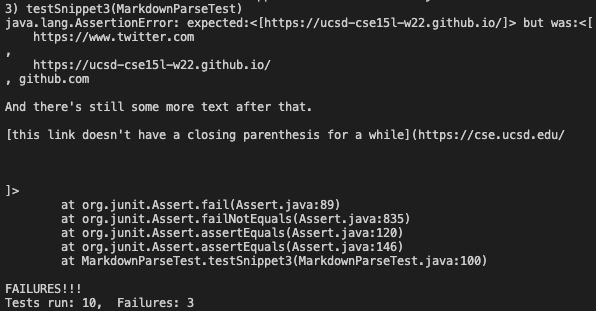 3) testSnippet3(MarkdownParseTest)
java.lang.AssertionError: expected:<[https://ucsd-cse15l-w22.github.io/]> but was:<[
    https://www.twitter.com
,
    https://ucsd-cse15l-w22.github.io/
, github.com

And there's still some more text after that.

[this link doesn't have a closing parenthesis for a while](https://cse.ucsd.edu/



]>
        at org.junit.Assert.fail(Assert.java:89)
        at org.junit.Assert.failNotEquals(Assert.java:835)
        at org.junit.Assert.assertEquals(Assert.java:120)
        at org.junit.Assert.assertEquals(Assert.java:146)
        at MarkdownParseTest.testSnippet3(MarkdownParseTest.java:100)

FAILURES!!!
Tests run: 10,  Failures: 3